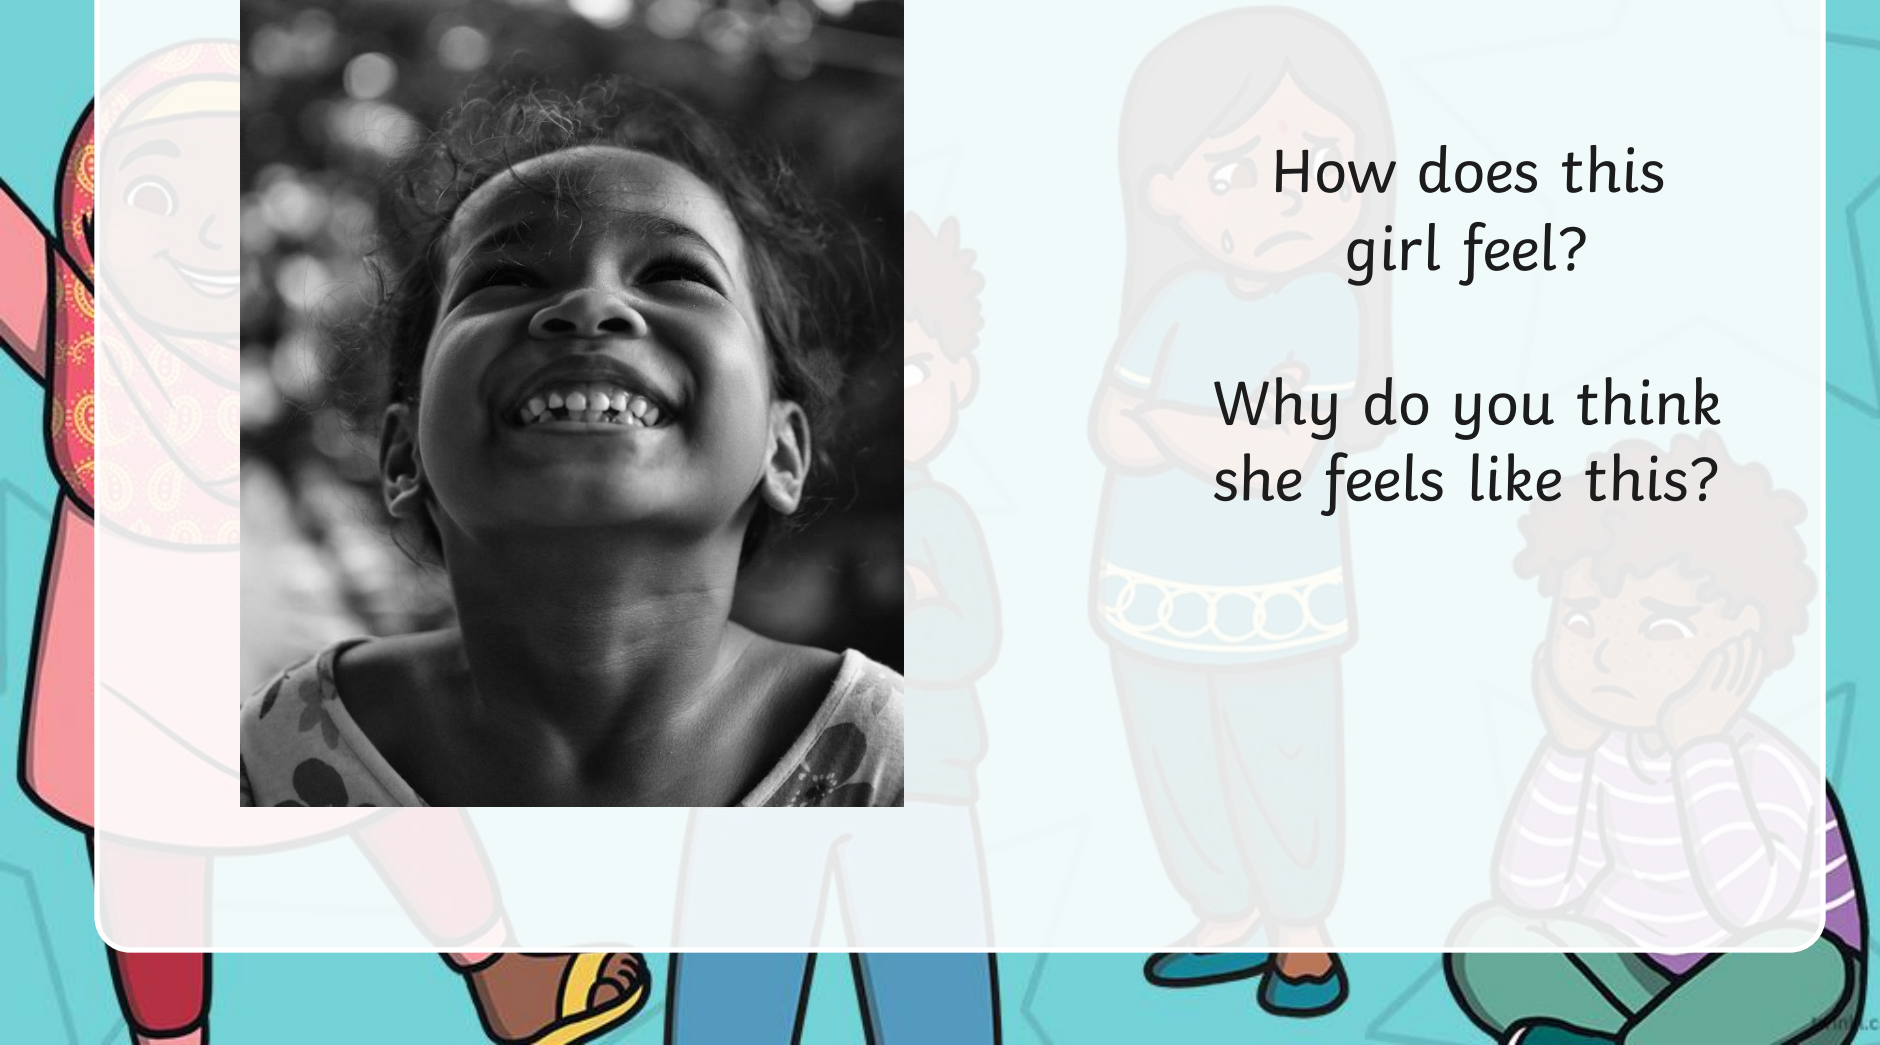 How does this
girl feel?
Why do you think
she feels like this?